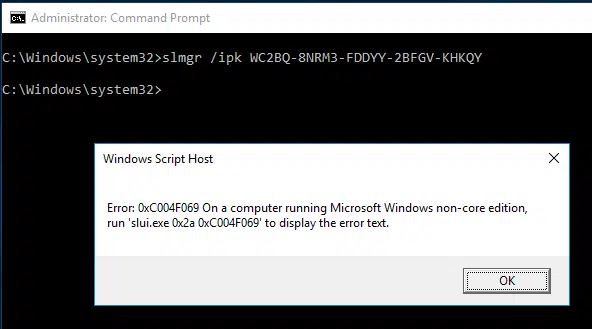 Administrator: Command Prompt
C:\Windows\system32>slmgr /ipk WC2BQ-8NRM3-FDDYY-2BFGV-KHKQY
C:\Windows\system32>
Windows Script Host
Error: 0xC004F069 On a computer running Microsoft Windows non-core edition,
run 'slui.exe 0x2a 0xC004F069' to display the error text.
OK